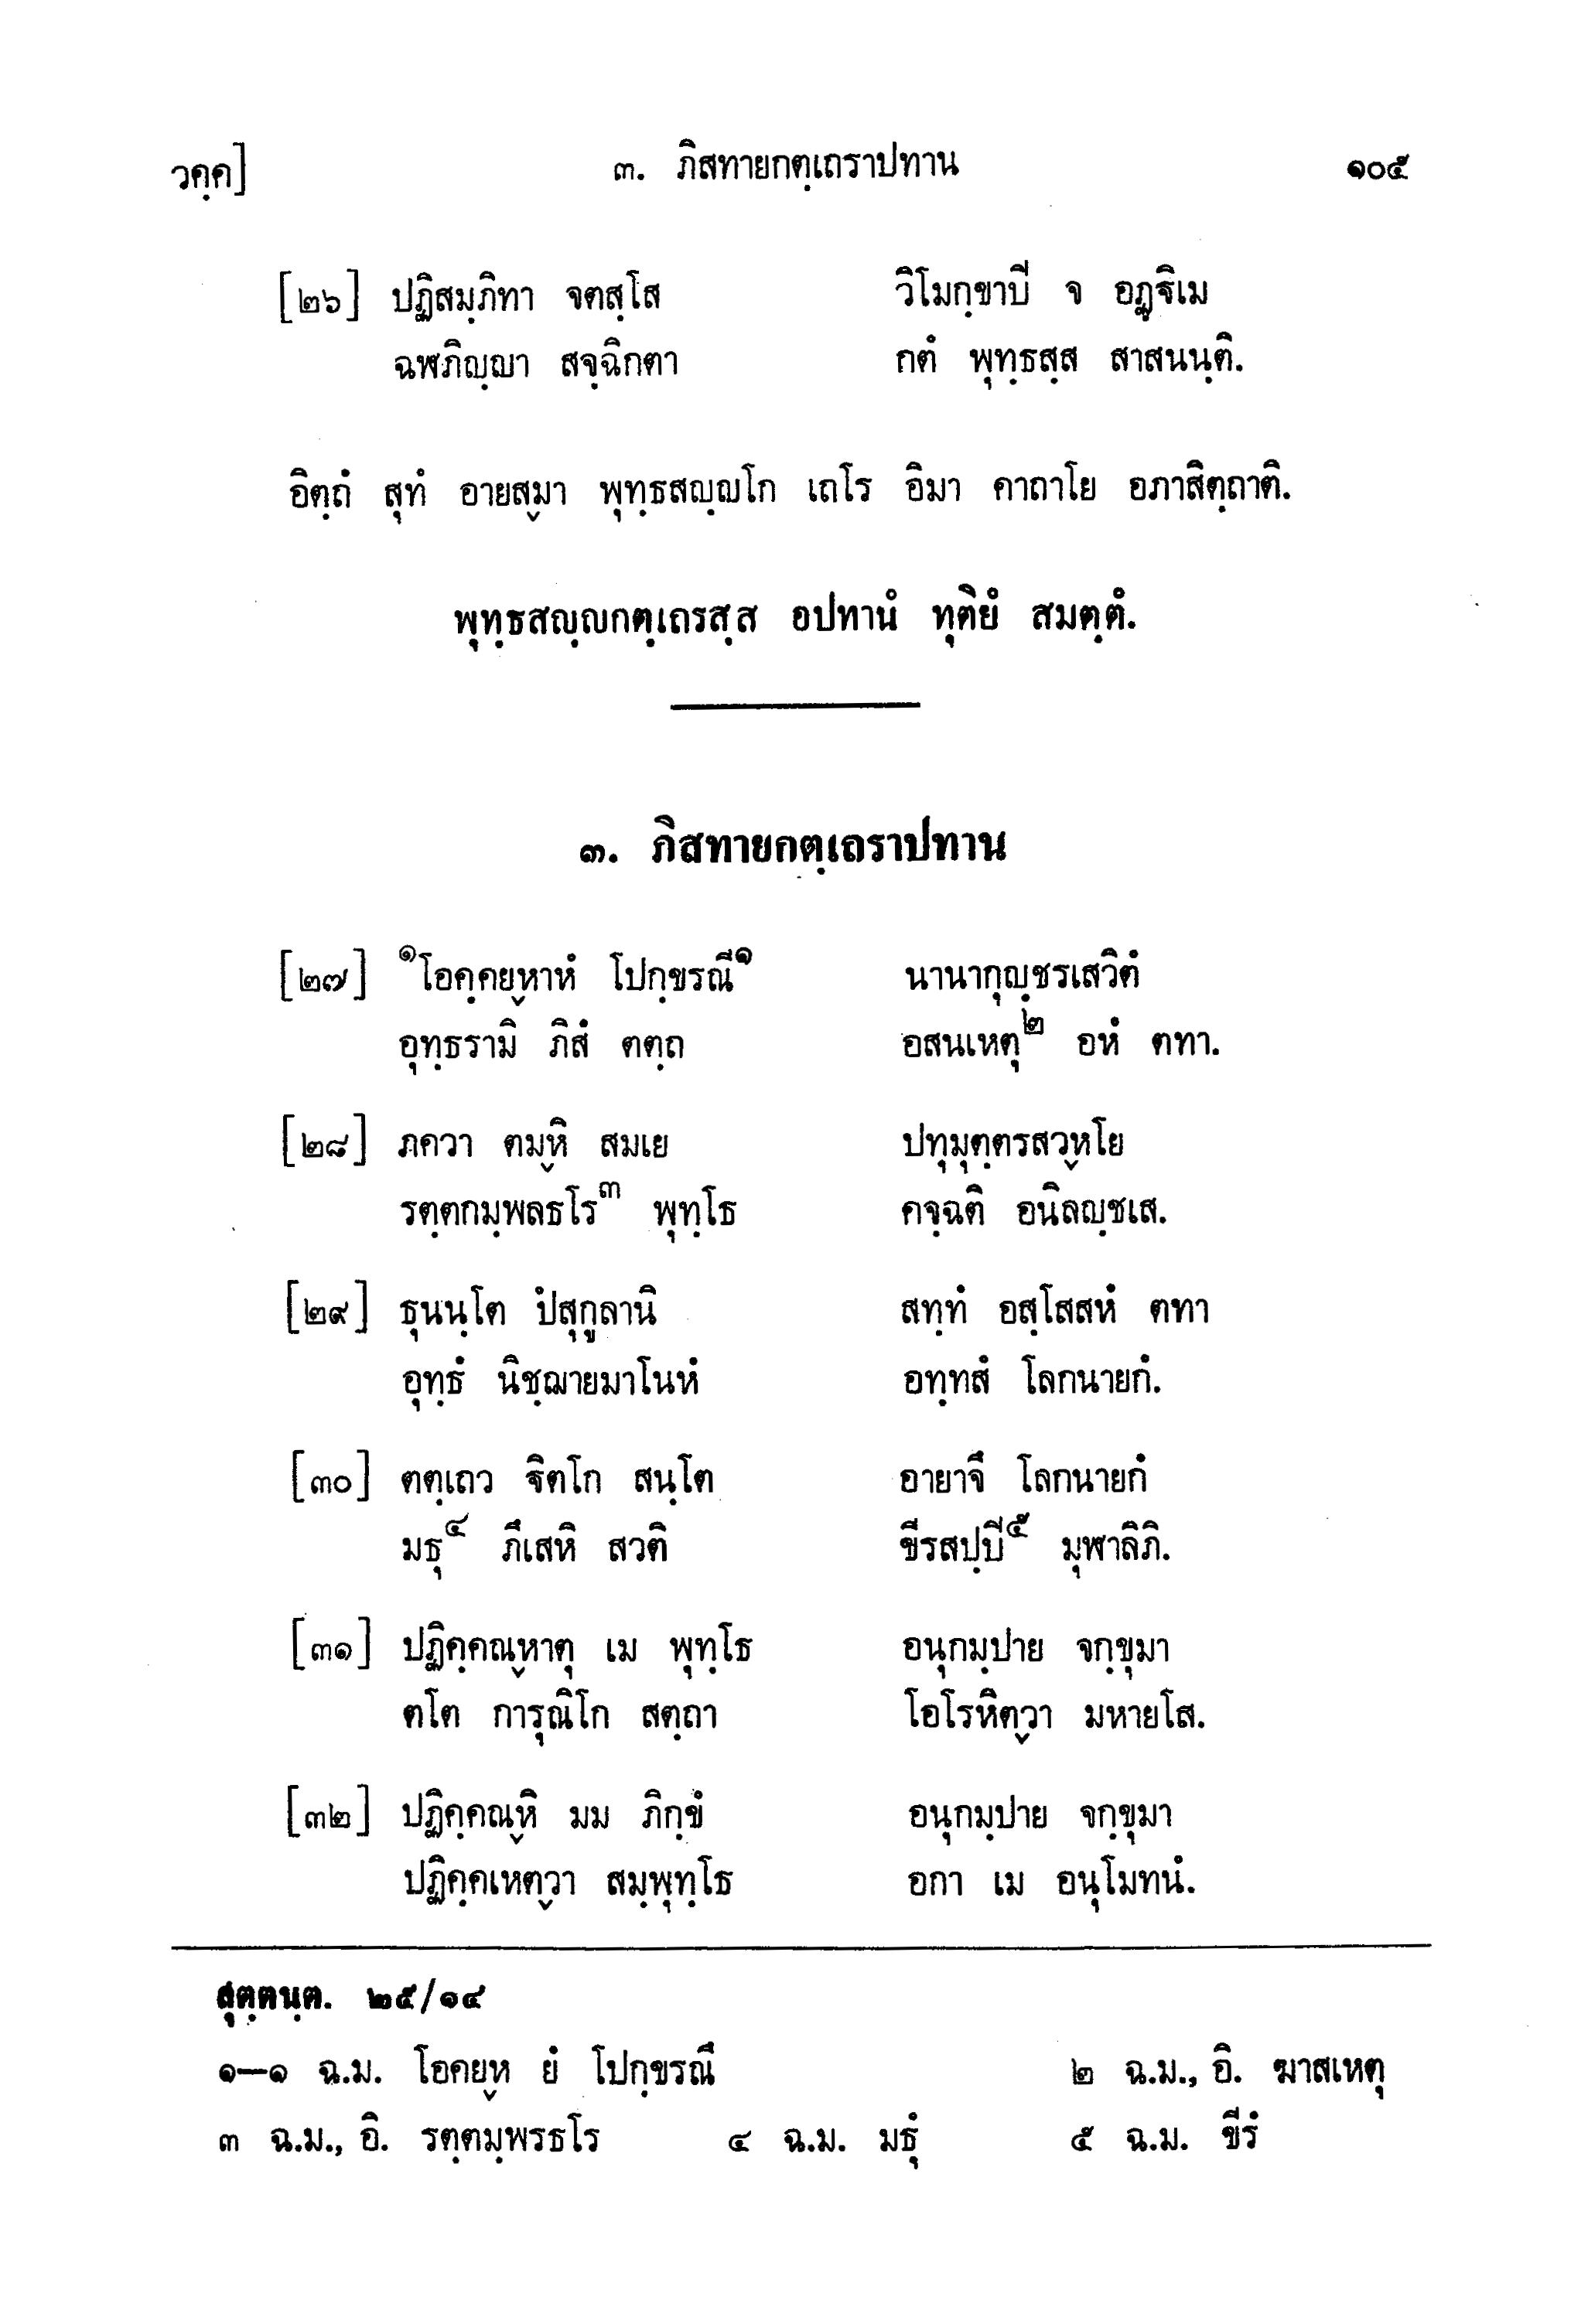 วคฺค] ๓. ภิสทายกตฺเถราปทาน ๑๐๕
[๒๖] ปฏิสมฺภิทา จตสฺโส วิโมกฺขาปี จ อฏฺฐิเม
ฉฬภิญฺญา สจฺฉิกตา กตํ พุทฺธสฺส สาสนนฺติ.
อิตฺถํ สุทํ อายสฺมา พุทฺธสญฺญโก เถโร อิมา คาถาโย อภาสิตฺถาติ.
พุทฺธสญฺญกตฺเถรสฺส อปทานํ ทุติยํ สมตฺตํ.
๓. ภิสทายกตฺเถราปทาน
[๒๗] ๑โอคฺคยฺหาหํ โปกฺขรณี๑ นานากุญฺชรเสวิตํ
อุทฺธรามิ ภิสํ ตตฺถ อสนเหตุ๒ อหํ ตทา.
[๒๘] ภควา ตมฺหิ สมเย ปทุมุตฺตรสวฺหโย
รตฺตกมฺพลธโร๓ พุทฺโธ คจฺฉติ อนิลญฺชเส.
[๒๙] ธุนนฺโต ปํสุกูลานิ สทฺทํ อสฺโสสหํ ตทา
อุทฺธํ นิชฺฌายมาโนหํ อทฺทสํ โลกนายกํ.
[๓๐] ตตฺเถว ฐิตโก สนฺโต อายาจึ โลกนายกํ
มธุ๔ ภึเสหิ สวติ ขีรสปฺปี๕ มุฬาลิภิ.
[๓๑] ปฏิคฺคณฺหาตุ เม พุทฺโธ อนุกมฺปาย จกฺขุมา
ตโต การุณิโก สตฺถา โอโรหิตฺวา มหายโส.
[๓๒] ปฏิคฺคณฺหิ มม ภิกฺขํ อนุกมฺปาย จกฺขุมา
ปฏิคฺคเหตฺวา สมฺพุทฺโธ อกา เม อนุโมทนํ.
สุตฺตนฺต. ๒๕/๑๔
๑—๑ ฉ.ม. โอคยฺห ยํ โปกฺขรณึ ๒ ฉ.ม., อิ. ฆาสเหตุ
๓ ฉ.ม., อิ. รตฺตมฺพรธโร ๔ ฉ.ม. มธุํ ๕ ฉ.ม. ขีรํ